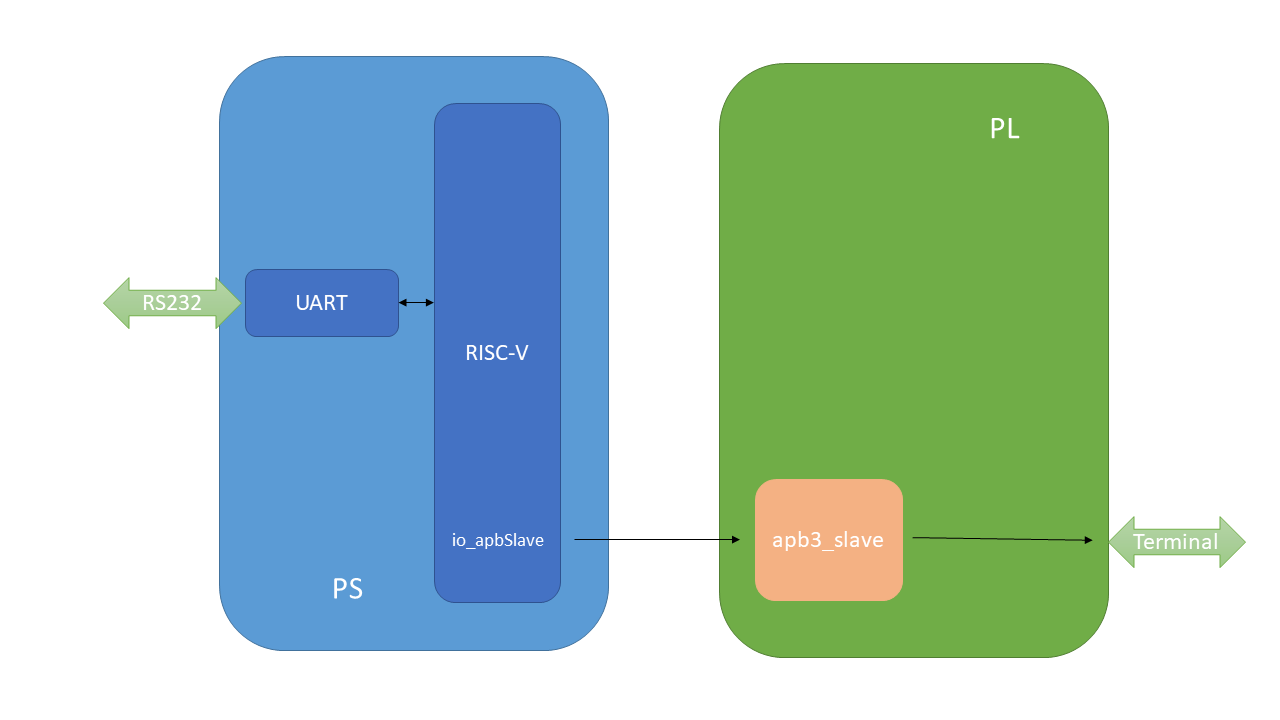 PL
RS232
UART
RISC-V
io_apbSlave
apb3_slave
Terminal
PS